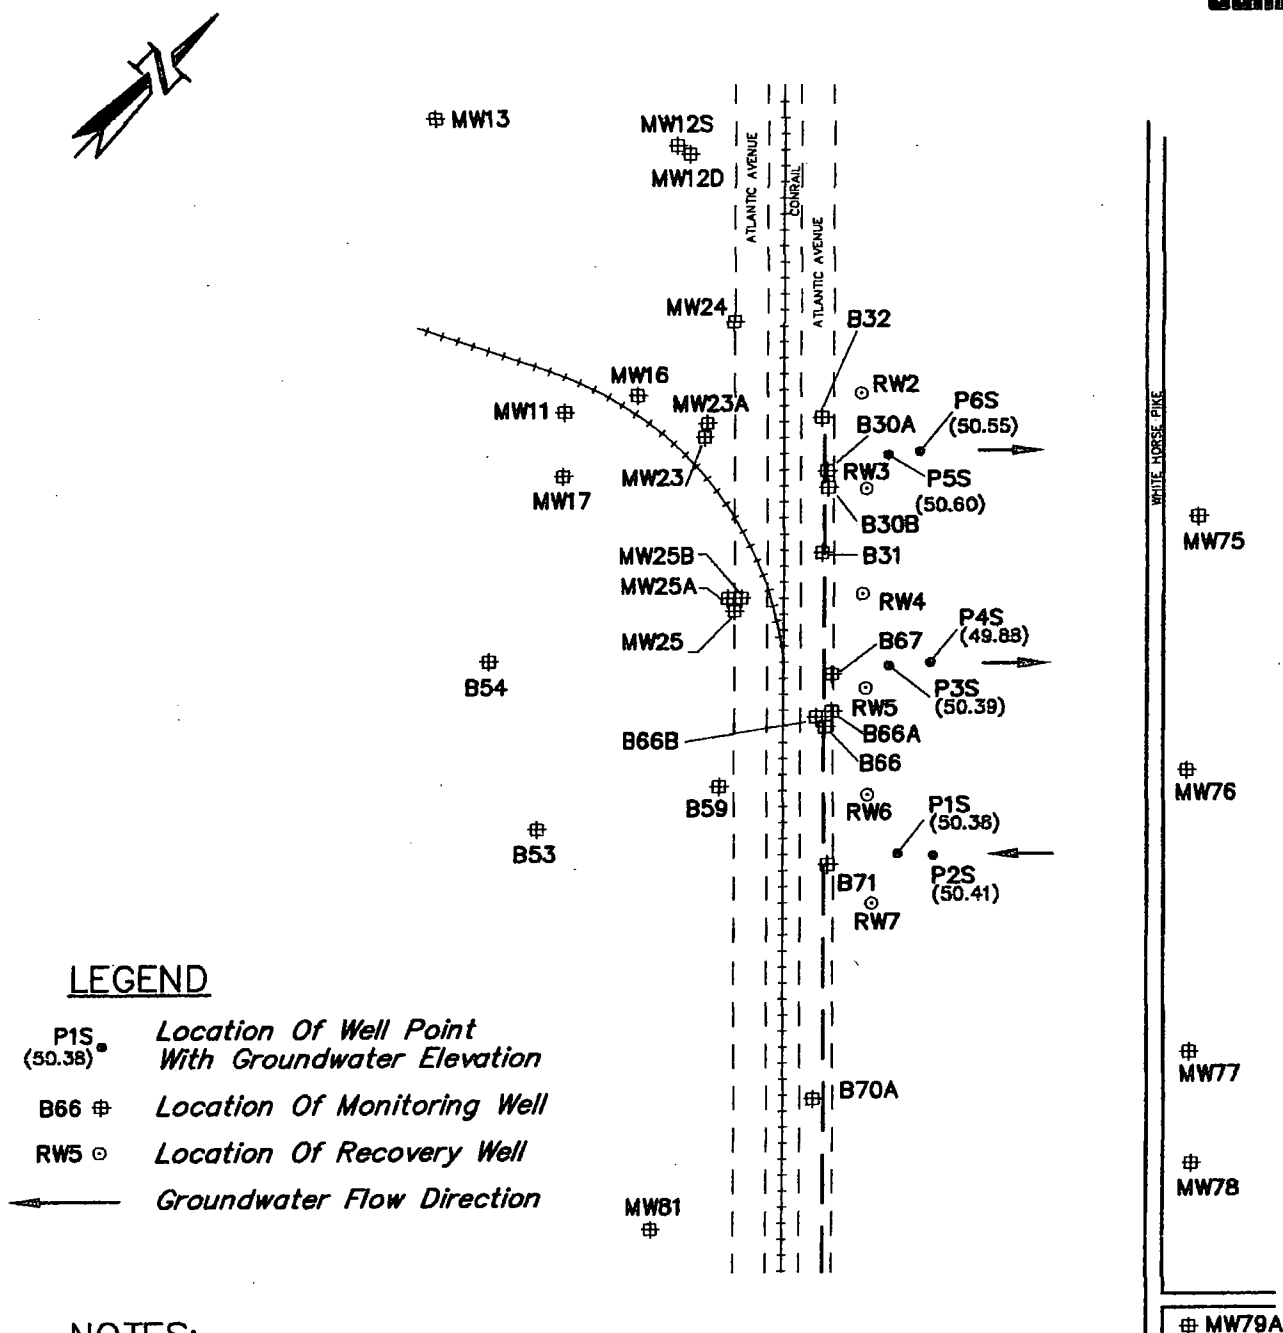 N
MW13
MW12S
MW12D
ATLANTIC AVENUE
CONRAIL
ATLANTIC AVENUE
MW24
B32
MW16
RW2
MW23A
MW11
P6S
(50.55)
B30A
WHITE HORSE PIKE
MW23
RW3
P5S
(50.60)
MW17
B30B
MW75
MW25B
B31
MW25A
RW4
P4S
(49.88)
MW25
B67
B54
P3S
(50.39)
RW5
B66A
B66B
B66
MW76
B59
RW6
P1S
(50.38)
B53
B71
P2S
(50.41)
RW7
LEGEND
P1S
(50.38)
Location Of Well Point
With Groundwater Elevation
B66
Location Of Monitoring Well
RW5
Location Of Recovery Well
Groundwater Flow Direction
B70A
MW77
MW78
MW81
NOTES:
MW79A